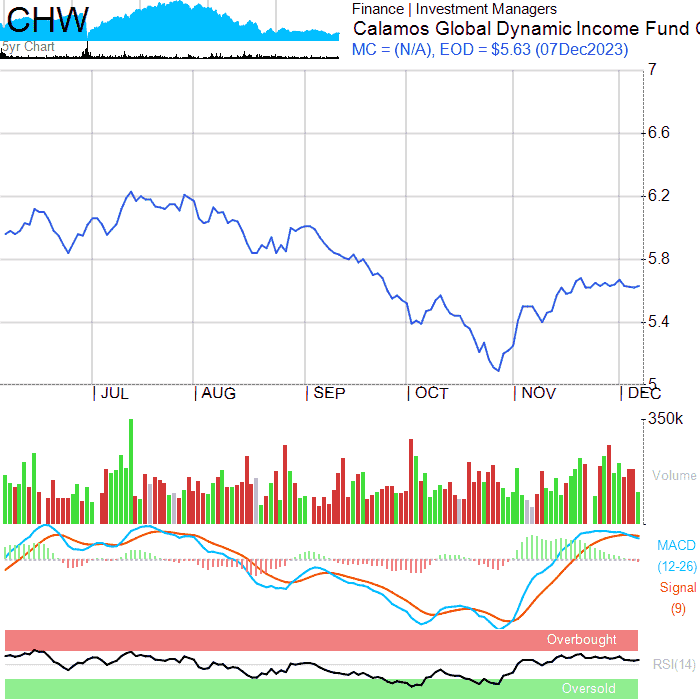 CHW
5yr Chart
Finance | Investment Managers
Calamos Global Dynamic Income Fund
MC = (N/A), EOD = $5.63 (07Dec2023)
7
6.6
6.2
5.8
5.4
5
JUL AUG SEP OCT NOV DEC
350k
Volume
MACD
(12-26)
Signal
(9)
Overbought
RSI(14)
Oversold